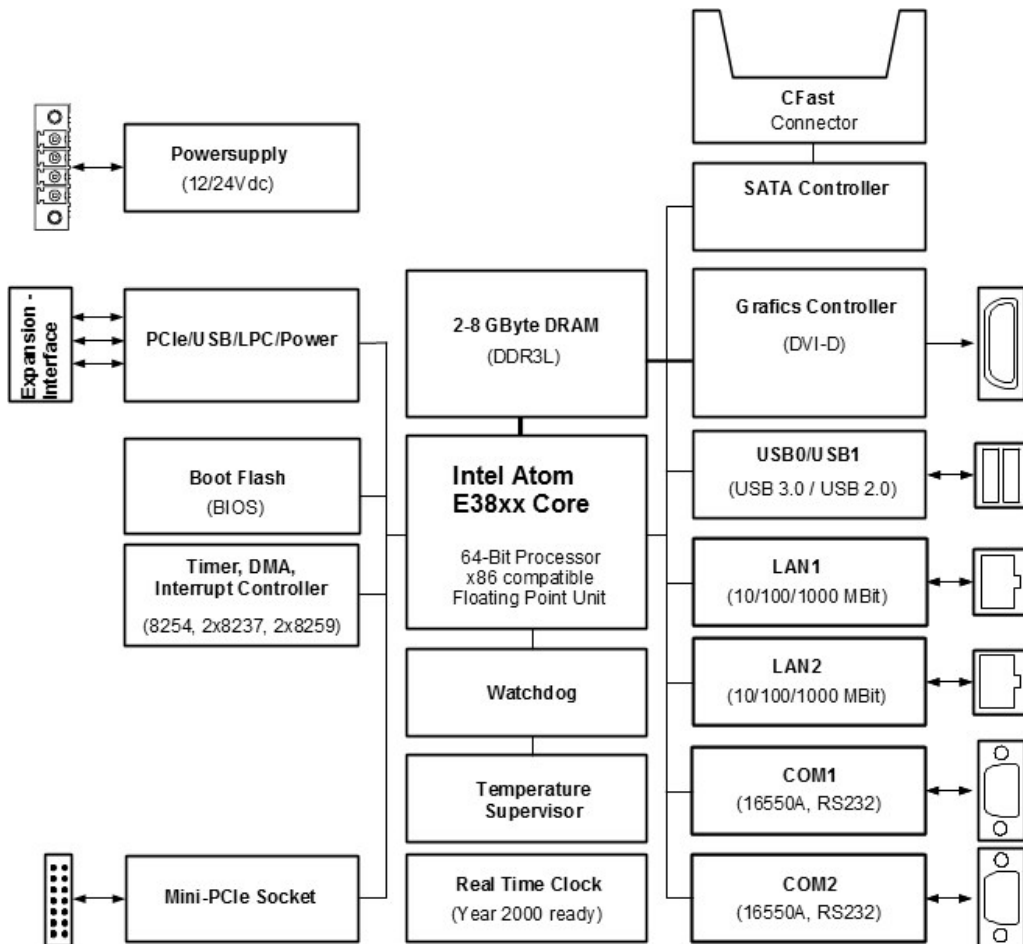 CFast
Connector
Powersupply
(12/24Vdc)
SATA Controller
Expansion -
Interface
PCIe/USB/LPC/Power
2-8 GByte DRAM
(DDR3L)
Grafics Controller
(DVI-D)
Boot Flash
(BIOS)
Intel Atom
E38xx Core
64-Bit Processor
x86 compatible
Floating Point Unit
USB0/USB1
(USB 3.0 / USB 2.0)
Timer, DMA,
Interrupt Controller
(8254, 2x8237, 2x8259)
LAN1
(10/100/1000 MBit)
Watchdog
LAN2
(10/100/1000 MBit)
Temperature
Supervisor
COM1
(16550A, RS232)
Mini-PCIe Socket
Real Time Clock
(Year 2000 ready)
COM2
(16550A, RS232)